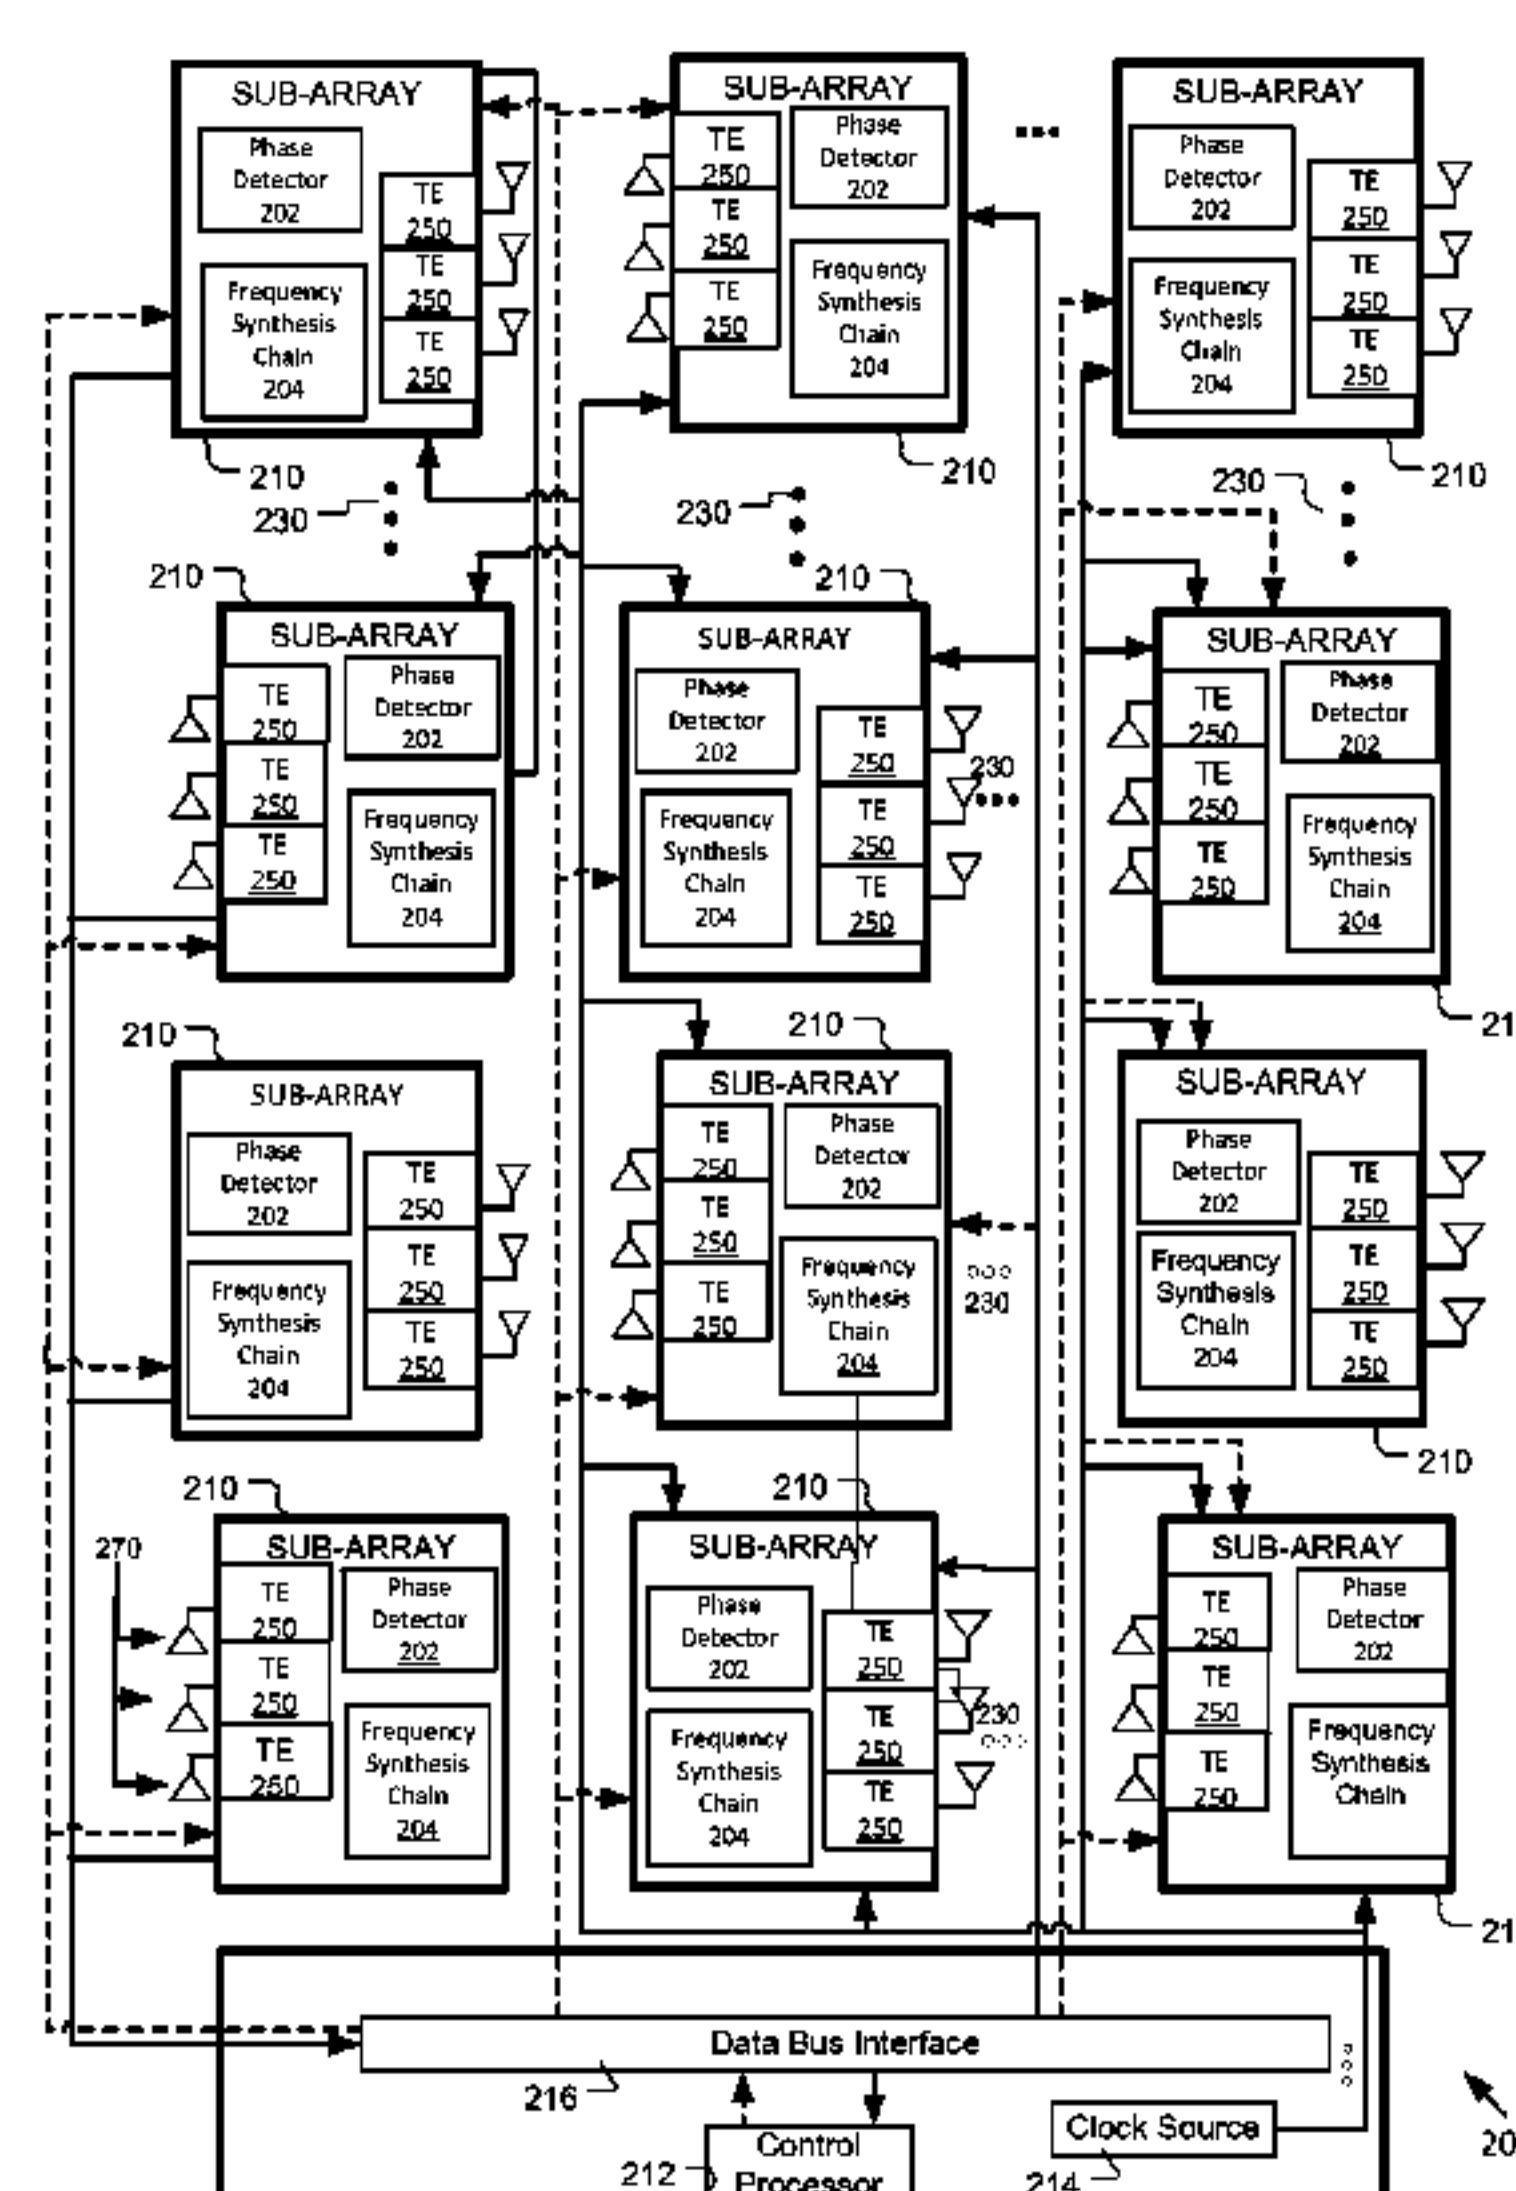 SUB-ARRAY
Phase
Detector
202
TE
250
TE
250
TE
250
Frequency
Synthesis
Chain
204
210
230
SUB-ARRAY
TE
250
TE
250
TE
250
Phase
Detector
202
Frequency
Synthesis
Chain
204
210
230
SUB-ARRAY
Phase
Detector
202
TE
250
TE
250
TE
250
Frequency
Synthesis
Chain
204
210
230
210
SUB-ARRAY
TE
250
TE
250
TE
250
Phase
Detector
202
Frequency
Synthesis
Chain
204
210
SUB-ARRAY
Phase
Detector
202
TE
250
TE
250
TE
250
Frequency
Synthesis
Chain
204
230
SUB-ARRAY
TE
250
TE
250
TE
250
Phase
Detector
202
Frequency
Synthesis
Chain
204
21
210
SUB-ARRAY
Phase
Detector
202
TE
250
TE
250
TE
250
Frequency
Synthesis
Chain
204
210
SUB-ARRAY
TE
250
TE
250
TE
250
Phase
Detector
202
Frequency
Synthesis
Chain
204
230
SUB-ARRAY
Phase
Detector
202
TE
250
TE
250
TE
250
Frequency
Synthesis
Chain
204
210
210
270
SUB-ARRAY
TE
250
TE
250
TE
250
Phase
Detector
202
Frequency
Synthesis
Chain
204
210
SUB-ARRAY
Phase
Detector
202
TE
250
TE
250
TE
250
Frequency
Synthesis
Chain
204
230
SUB-ARRAY
TE
250
TE
250
TE
250
Phase
Detector
202
Frequency
Synthesis
Chain
21
Data Bus Interface
216
Control
Processor
212
Clock Source
214
20